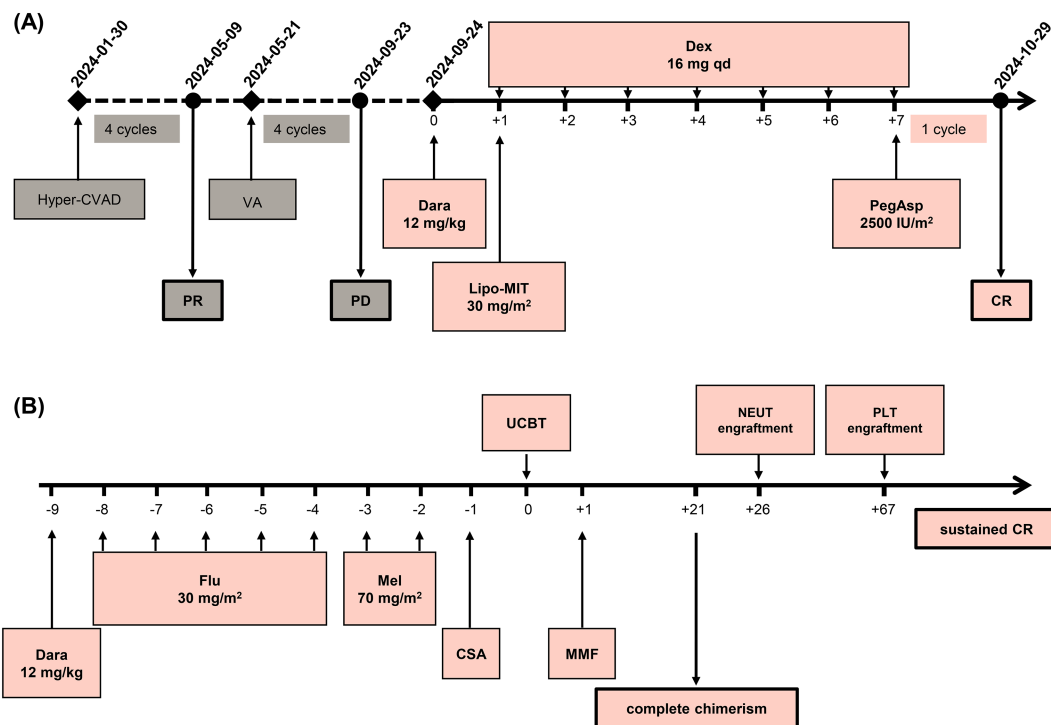 (A)
2024-01-30
2024-05-09
2024-05-21
2024-09-23
2024-09-24
2024-10-29
Dex
16 mg qd
0
+1
+2
+3
+4
+5
+6
+7
4 cycles
4 cycles
1 cycle
Hyper-CVAD
VA
Dara
12 mg/kg
PegAsp
2500 IU/m²
Lipo-MIT
30 mg/m²
PR
PD
CR
(B)
UCBT
NEUT
engraftment
PLT
engraftment
-9
-8
-7
-6
-5
-4
-3
-2
-1
0
+1
+21
+26
+67
sustained CR
Flu
30 mg/m²
Mel
70 mg/m²
Dara
12 mg/kg
CSA
MMF
complete chimerism